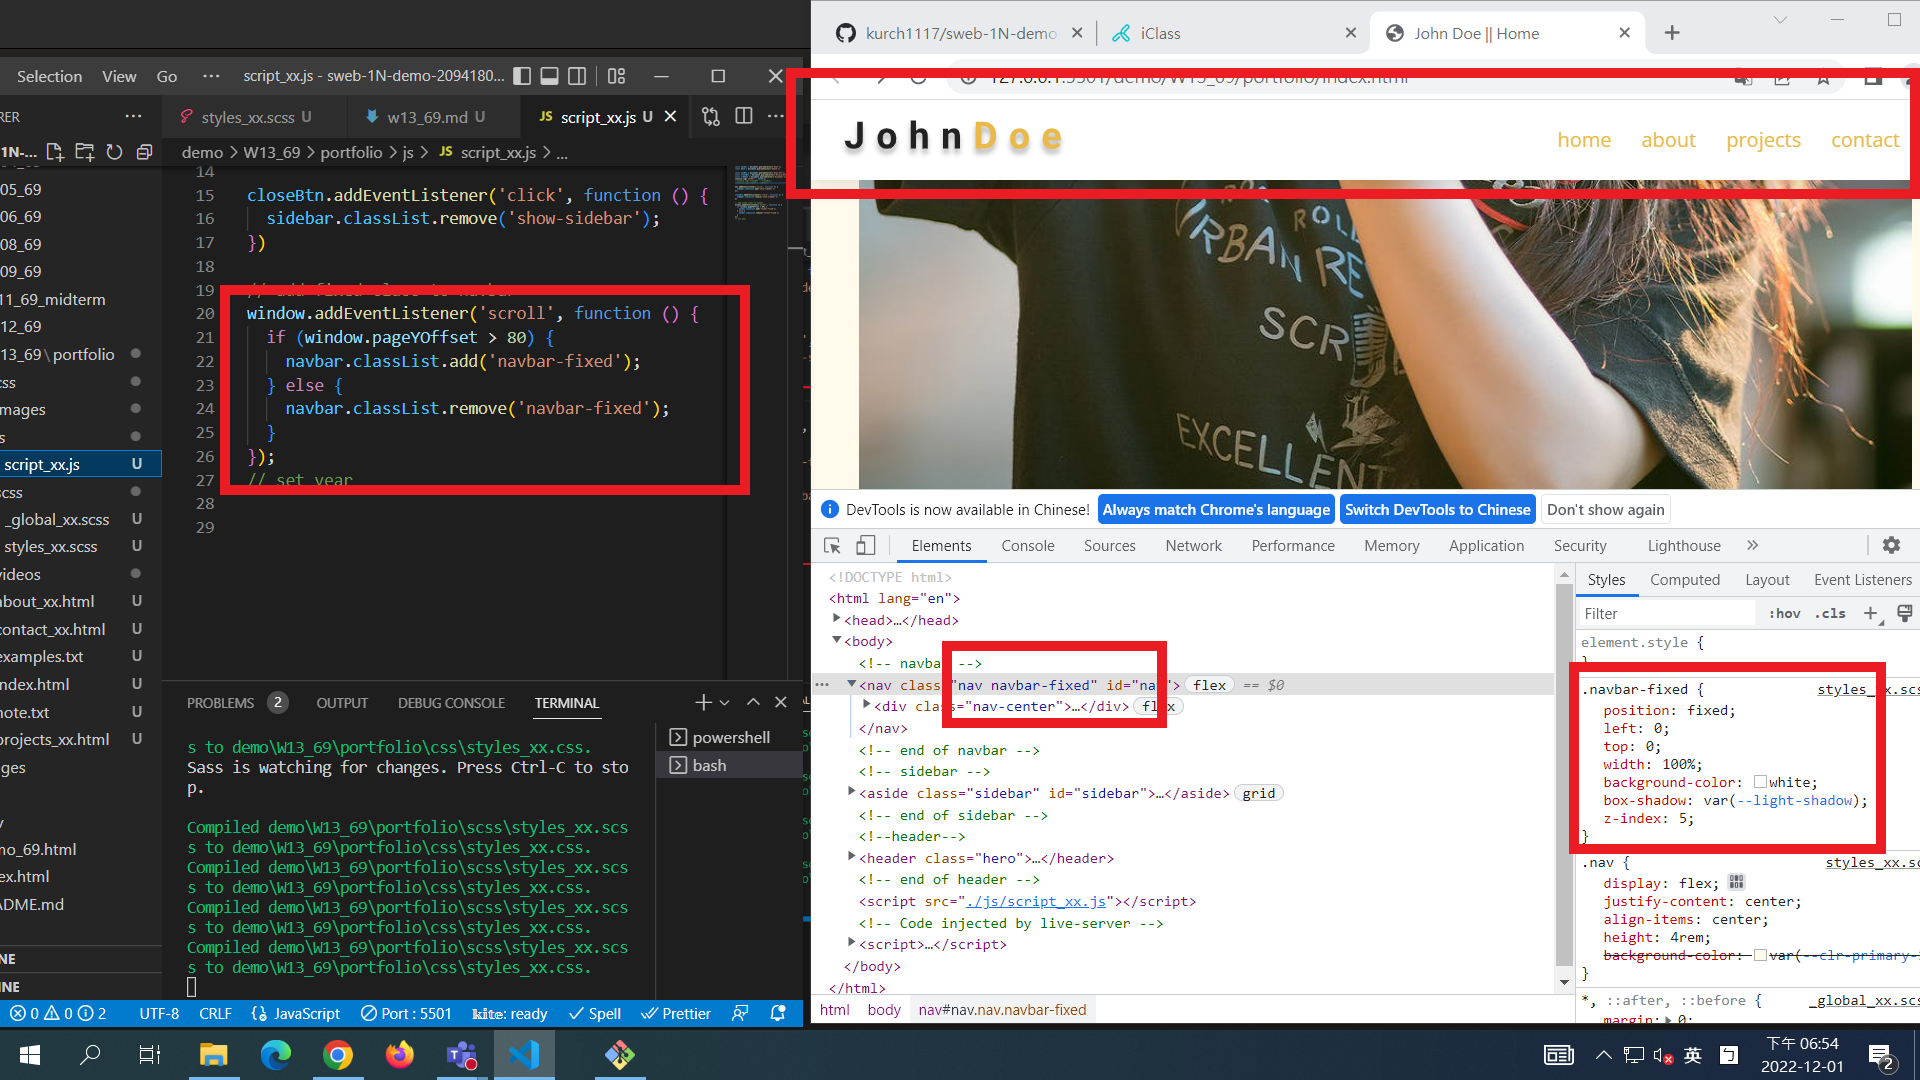 Selection View Go ··· script_xx.js - sweb-1N-demo-2094180...
styles_xx.scss U
w13_69.md U
JS script_xx.js U
demo > W13_69 > portfolio > js > JS script_xx.js > ...
RER
1N-...
05_69
06_69
08_69
09_69
11_69_midterm
12_69
13_69\portfolio
css
mages
s
script_xx.js U
scss
_global_xx.scss U
styles_xx.scss U
videos
about_xx.html U
contact_xx.html U
examples.txt U
index.html U
note.txt U
projects_xx.html U
ges
mo_69.html
ex.html
ADME.md
NE
INE
14
15 closeBtn.addEventListener('click', function () {
16 sidebar.classList.remove('show-sidebar');
17 })
18
19 // add fixed class to navbar
20 window.addEventListener('scroll', function () {
21 if (window.pageYOffset > 80) {
22 navbar.classList.add('navbar-fixed');
23 } else {
24 navbar.classList.remove('navbar-fixed');
25 }
26 });
27 // set year
28
29
PROBLEMS 2 OUTPUT DEBUG CONSOLE TERMINAL
powershell
bash
s to demo\W13_69\portfolio\css\styles_xx.css.
Sass is watching for changes. Press Ctrl-C to sto
p.
Compiled demo\W13_69\portfolio\scss\styles_xx.scs
s to demo\W13_69\portfolio\css\styles_xx.css.
Compiled demo\W13_69\portfolio\scss\styles_xx.scs
s to demo\W13_69\portfolio\css\styles_xx.css.
Compiled demo\W13_69\portfolio\scss\styles_xx.scs
s to demo\W13_69\portfolio\css\styles_xx.css.
Compiled demo\W13_69\portfolio\scss\styles_xx.scs
s to demo\W13_69\portfolio\css\styles_xx.css.
0 0 2 UTF-8 CRLF JavaScript Port : 5501 kite: ready Spell Prettier
kurch1117/sweb-1N-demo
iClass
John Doe || Home
127.0.0.1:5501/demo/W13_69/portfolio/index.html
JohnDoe
home about projects contact
ROL
URBAN RE
SCR
EXCELLENT
DevTools is now available in Chinese! Always match Chrome's language Switch DevTools to Chinese Don't show again
Elements Console Sources Network Performance Memory Application Security Lighthouse »
<!DOCTYPE html>
<html lang="en">
<head>…</head>
<body>
<!-- navbar -->
<nav class="nav navbar-fixed" id="nav"> flex == $0
<div class="nav-center">…</div> flex
</nav>
<!-- end of navbar -->
<!-- sidebar -->
<aside class="sidebar" id="sidebar">…</aside> grid
<!-- end of sidebar -->
<!--header-->
<header class="hero">…</header>
<!-- end of header -->
<script src="./js/script_xx.js"></script>
<!-- Code injected by live-server -->
<script>…</script>
</body>
</html>
html body nav#nav.nav.navbar-fixed
Styles Computed Layout Event Listeners
Filter :hov .cls
element.style {
}
.navbar-fixed { styles_xx.scs
position: fixed;
left: 0;
top: 0;
width: 100%;
background-color: white;
box-shadow: var(--light-shadow);
z-index: 5;
}
.nav { styles_xx.sc
display: flex;
justify-content: center;
align-items: center;
height: 4rem;
background-color: var(--clr-primary-
}
*, ::after, ::before { _global_xx.scs
margin: 0;
英
下午 06:54
2022-12-01
2